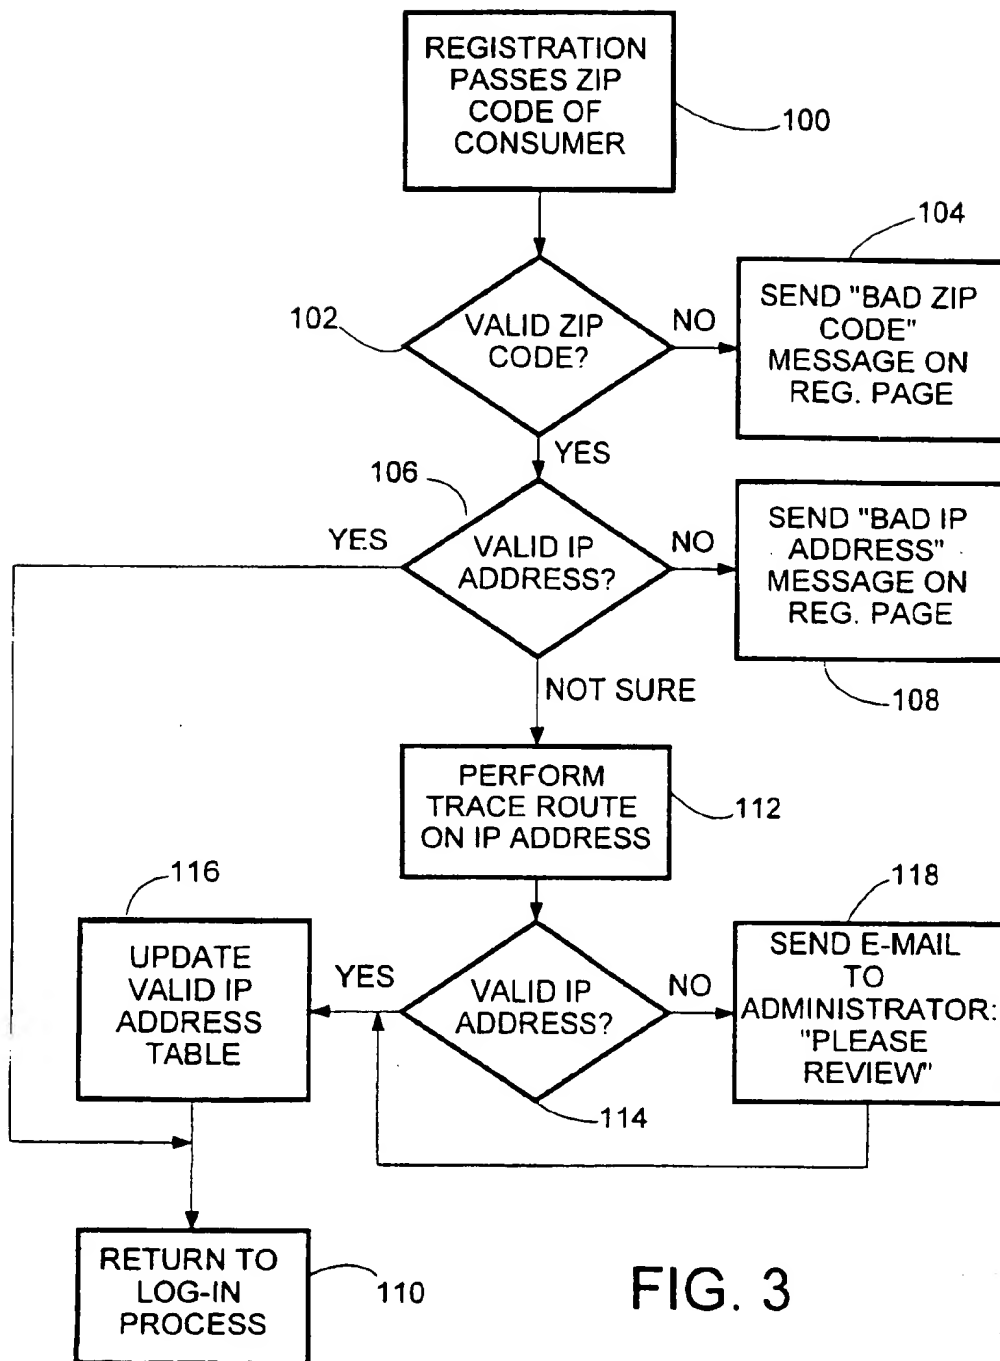 REGISTRATION
PASSES ZIP
CODE OF
CONSUMER
100
104
102
VALID ZIP
CODE?
NO
SEND "BAD ZIP
CODE"
MESSAGE ON
REG. PAGE
YES
106
YES
VALID IP
ADDRESS?
NO
SEND "BAD IP
ADDRESS"
MESSAGE ON
REG. PAGE
108
NOT SURE
PERFORM
TRACE ROUTE
ON IP ADDRESS
112
116
118
UPDATE
VALID IP
ADDRESS
TABLE
YES
VALID IP
ADDRESS?
NO
SEND E-MAIL
TO
ADMINISTRATOR:
"PLEASE
REVIEW"
114
RETURN TO
LOG-IN
PROCESS
110
FIG. 3